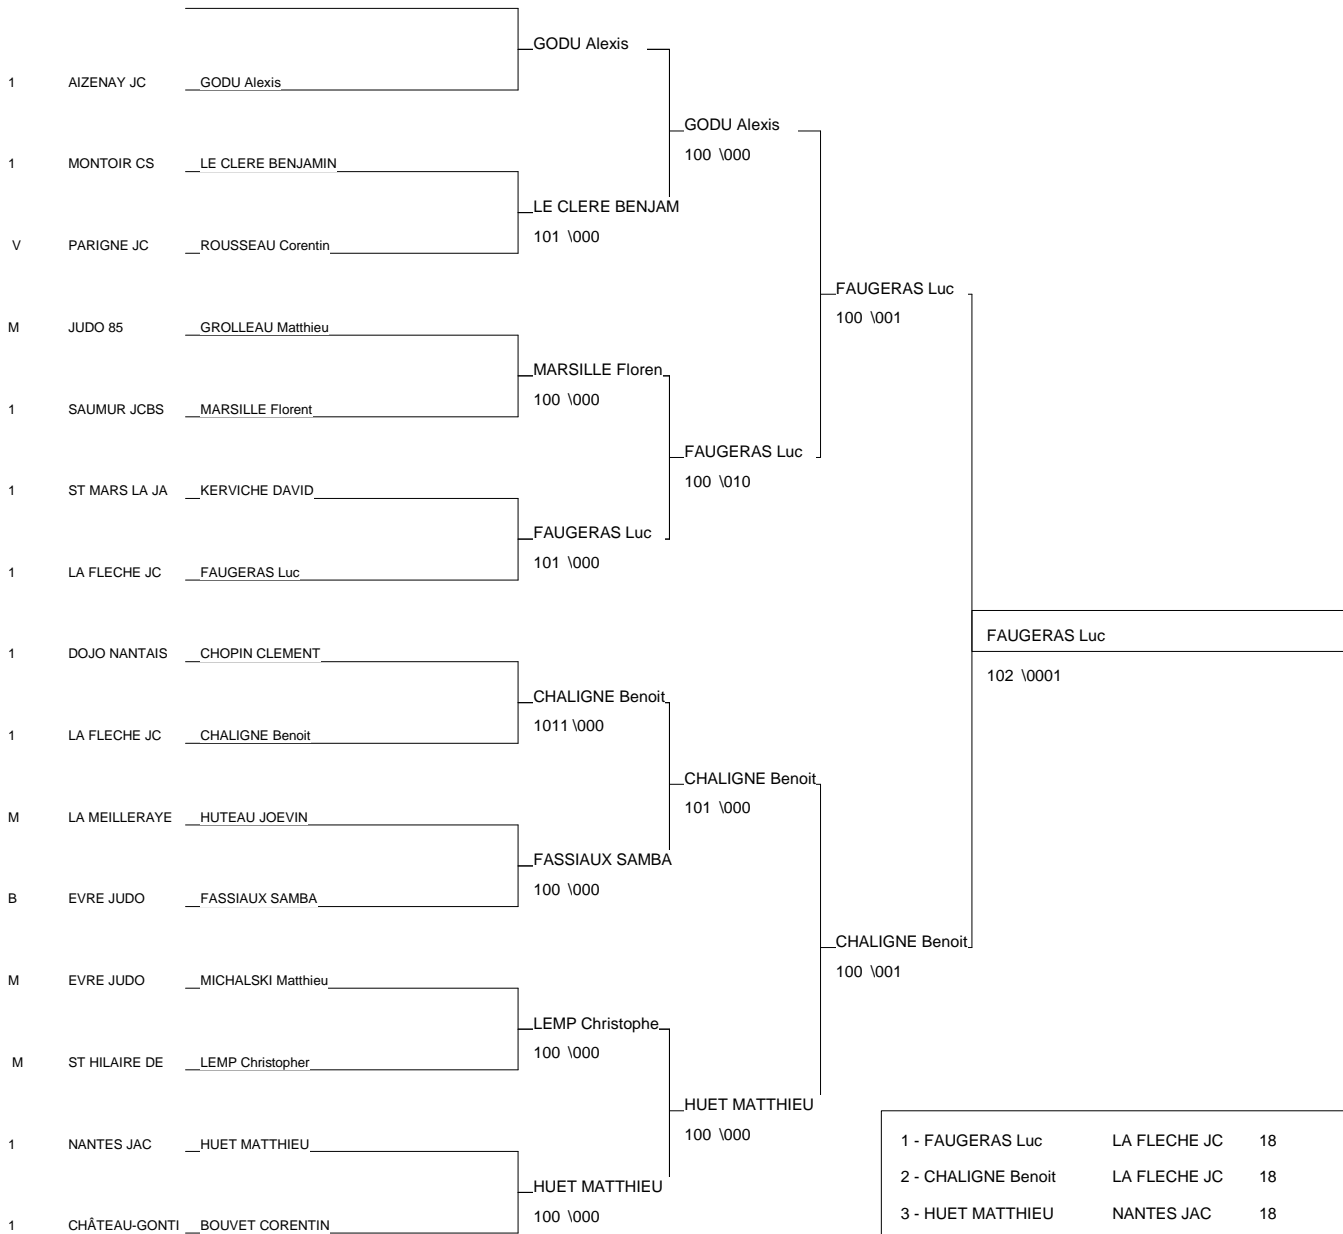 GODU Alexis
1 AIZENAY JC GODU Alexis
GODU Alexis
100 \000
1 MONTOIR CS LE CLERE BENJAMIN
LE CLERE BENJAM
101 \000
V PARIGNE JC ROUSSEAU Corentin
FAUGERAS Luc
100 \001
M JUDO 85 GROLLEAU Matthieu
MARSILLE Floren
100 \000
1 SAUMUR JCBS MARSILLE Florent
FAUGERAS Luc
100 \010
1 ST MARS LA JA KERVICHE DAVID
FAUGERAS Luc
101 \000
1 LA FLECHE JC FAUGERAS Luc
FAUGERAS Luc
102 \0001
1 DOJO NANTAIS CHOPIN CLEMENT
CHALIGNE Benoit
1011 \000
1 LA FLECHE JC CHALIGNE Benoit
CHALIGNE Benoit
101 \000
M LA MEILLERAYE HUTEAU JOEVIN
FASSIAUX SAMBA
100 \000
B EVRE JUDO FASSIAUX SAMBA
CHALIGNE Benoit
100 \001
M EVRE JUDO MICHALSKI Matthieu
LEMP Christophe
100 \000
M ST HILAIRE DE LEMP Christopher
HUET MATTHIEU
100 \000
1 NANTES JAC HUET MATTHIEU
HUET MATTHIEU
100 \000
1 CHÂTEAU-GONTI BOUVET CORENTIN
1 - FAUGERAS Luc LA FLECHE JC 18
2 - CHALIGNE Benoit LA FLECHE JC 18
3 - HUET MATTHIEU NANTES JAC 18